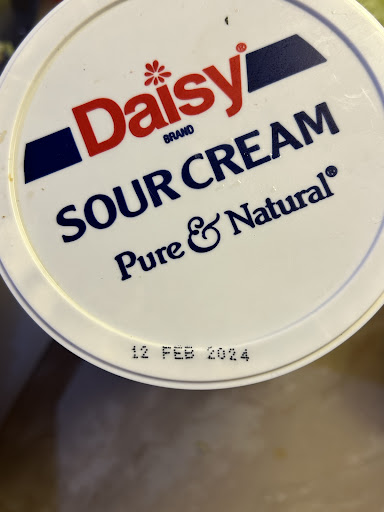 Daisy®
BRAND
SOUR CREAM
Pure & Natural®
12 FEB 2024